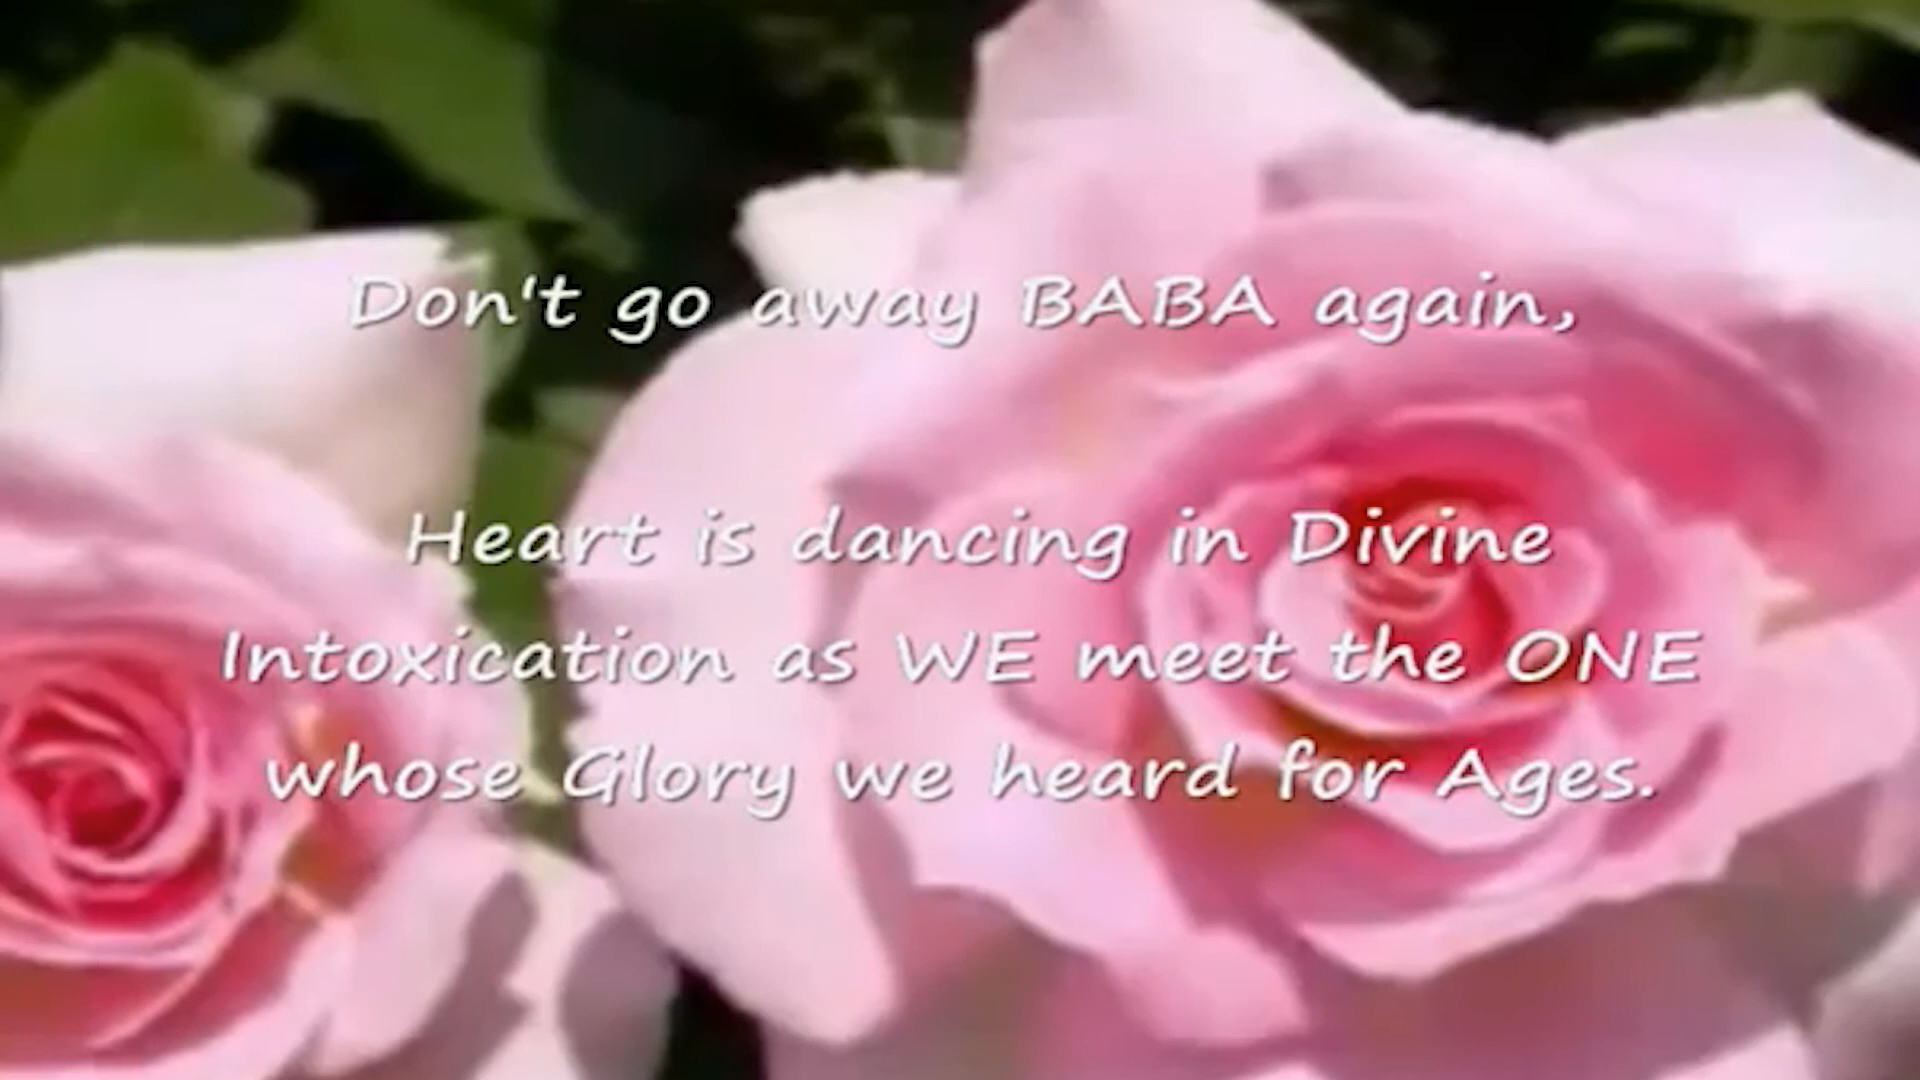 Don't go away BABA again,
Heart is dancing in Divine
Intoxication as WE meet the ONE
whose Glory we heard for Ages.